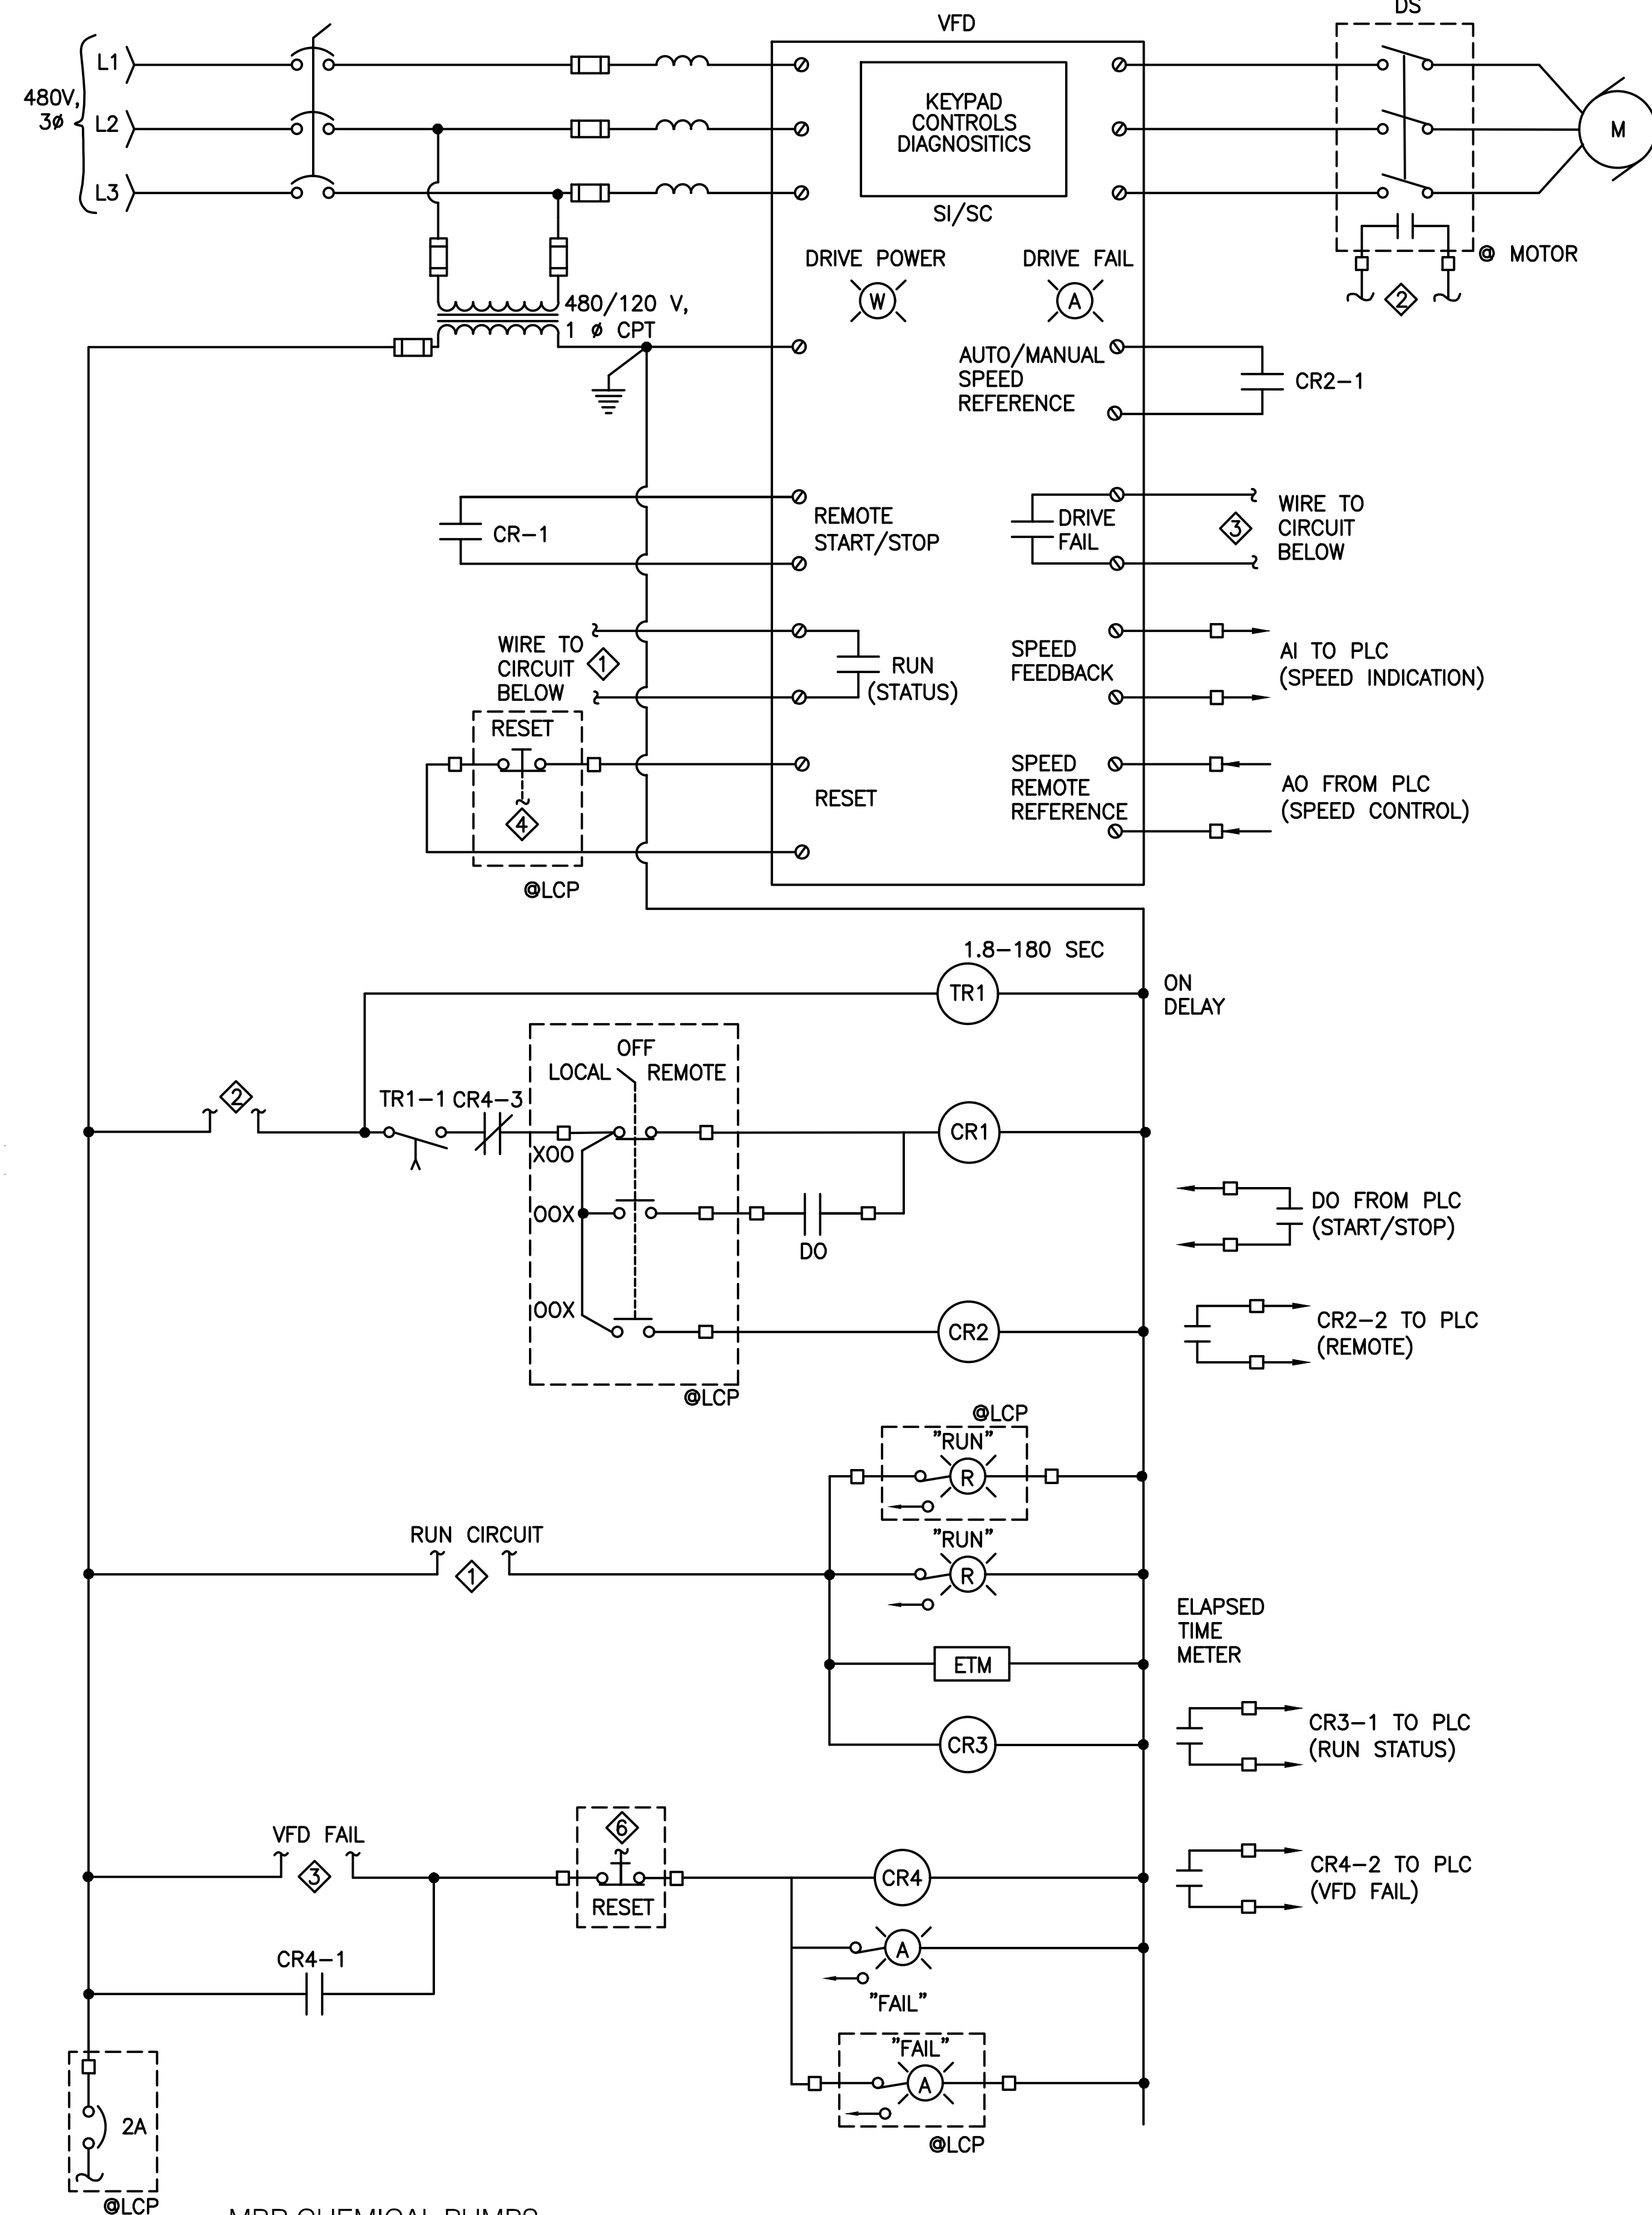 DS
VFD
480V,
3ø
L1
L2
L3
KEYPAD
CONTROLS
DIAGNOSITICS
SI/SC
M
@ MOTOR
2
DRIVE POWER
W
DRIVE FAIL
A
480/120 V,
1 ø CPT
AUTO/MANUAL
SPEED
REFERENCE
CR2-1
CR-1
REMOTE
START/STOP
DRIVE
FAIL
3
WIRE TO
CIRCUIT
BELOW
WIRE TO
CIRCUIT
BELOW
1
RUN
(STATUS)
SPEED
FEEDBACK
AI TO PLC
(SPEED INDICATION)
RESET
4
@LCP
RESET
SPEED
REMOTE
REFERENCE
AO FROM PLC
(SPEED CONTROL)
1.8-180 SEC
TR1
ON
DELAY
OFF
LOCAL REMOTE
2
TR1-1 CR4-3
XOO
CR1
OOX
DO
DO FROM PLC
(START/STOP)
OOX
CR2
CR2-2 TO PLC
(REMOTE)
@LCP
@LCP
"RUN"
R
RUN CIRCUIT
1
"RUN"
R
ELAPSED
TIME
METER
ETM
CR3
CR3-1 TO PLC
(RUN STATUS)
VFD FAIL
3
6
RESET
CR4
CR4-2 TO PLC
(VFD FAIL)
CR4-1
A
"FAIL"
"FAIL"
A
@LCP
2A
@LCP
MPP CHEMICAL PUMPS